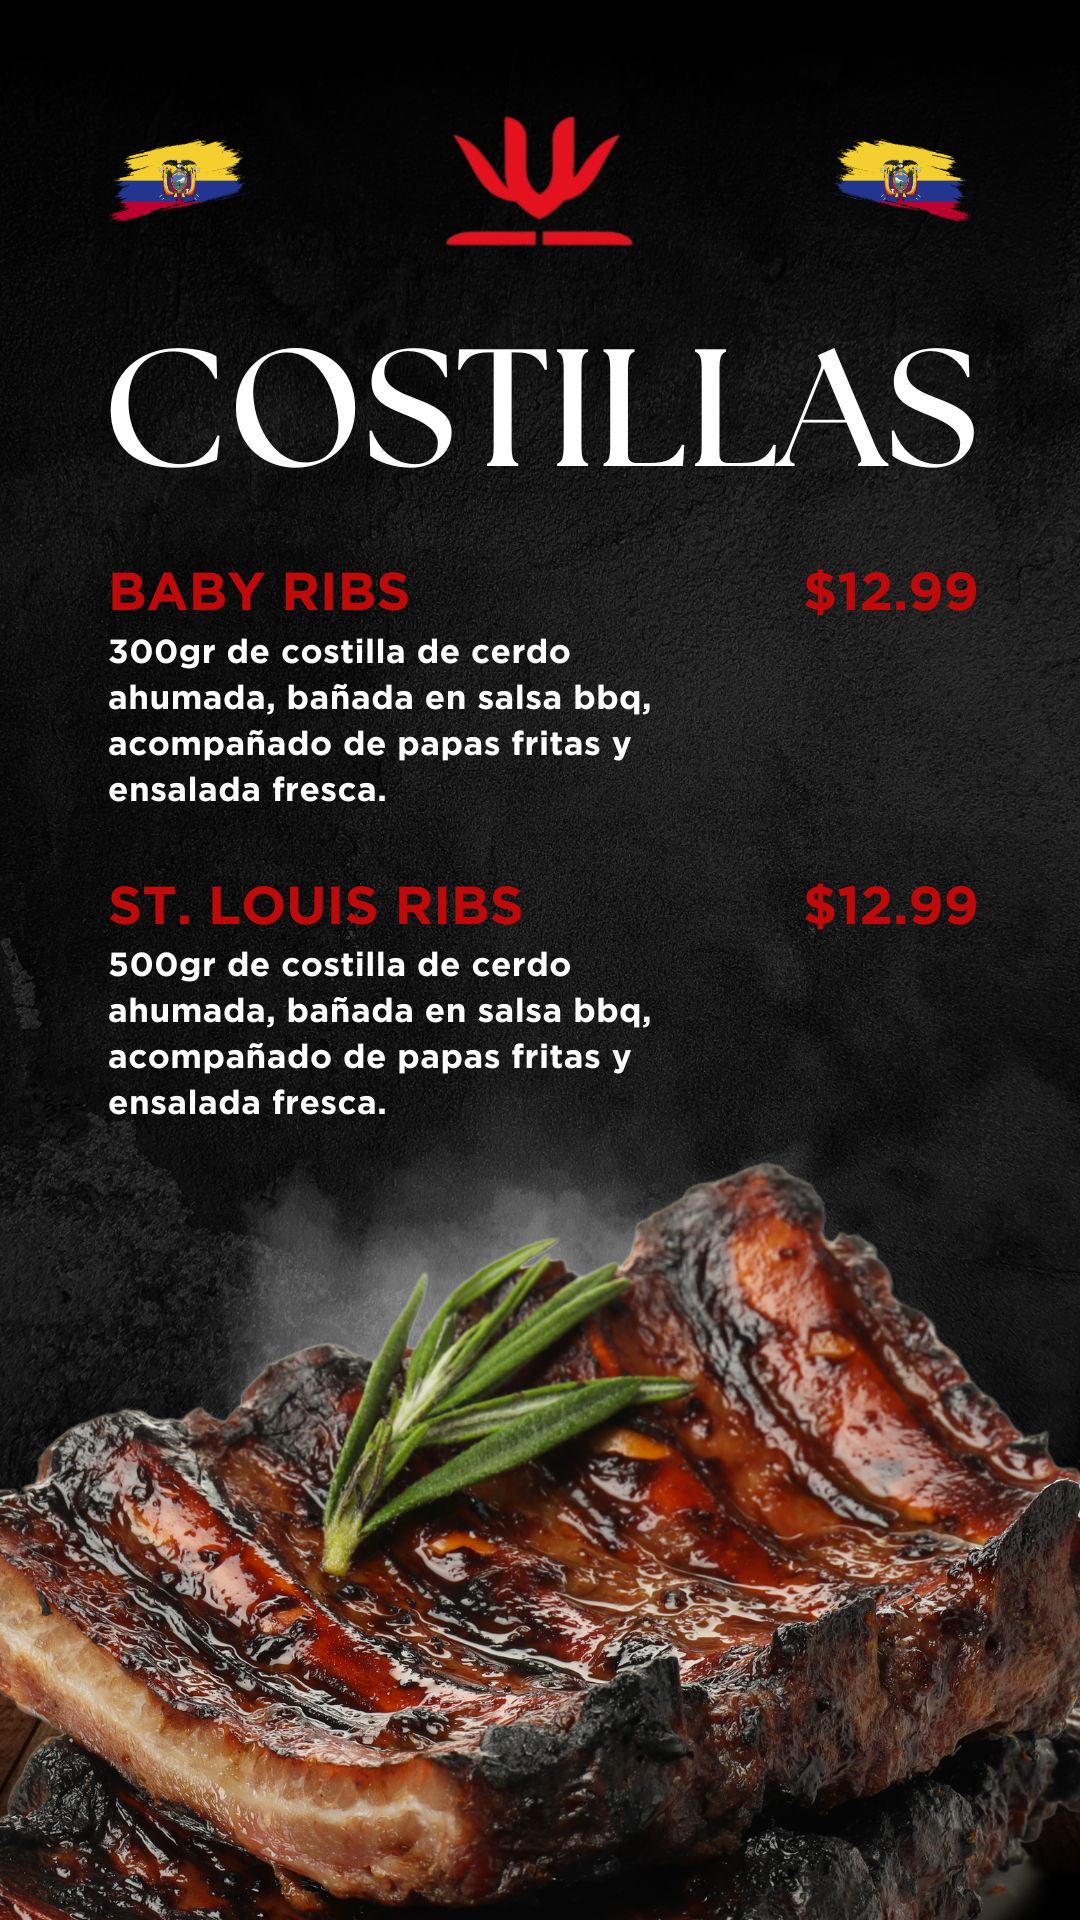 COSTILLAS
BABY RIBS $12.99
300gr de costilla de cerdo
ahumada, bañada en salsa bbq,
acompañado de papas fritas y
ensalada fresca.
ST. LOUIS RIBS $12.99
500gr de costilla de cerdo
ahumada, bañada en salsa bbq,
acompañado de papas fritas y
ensalada fresca.